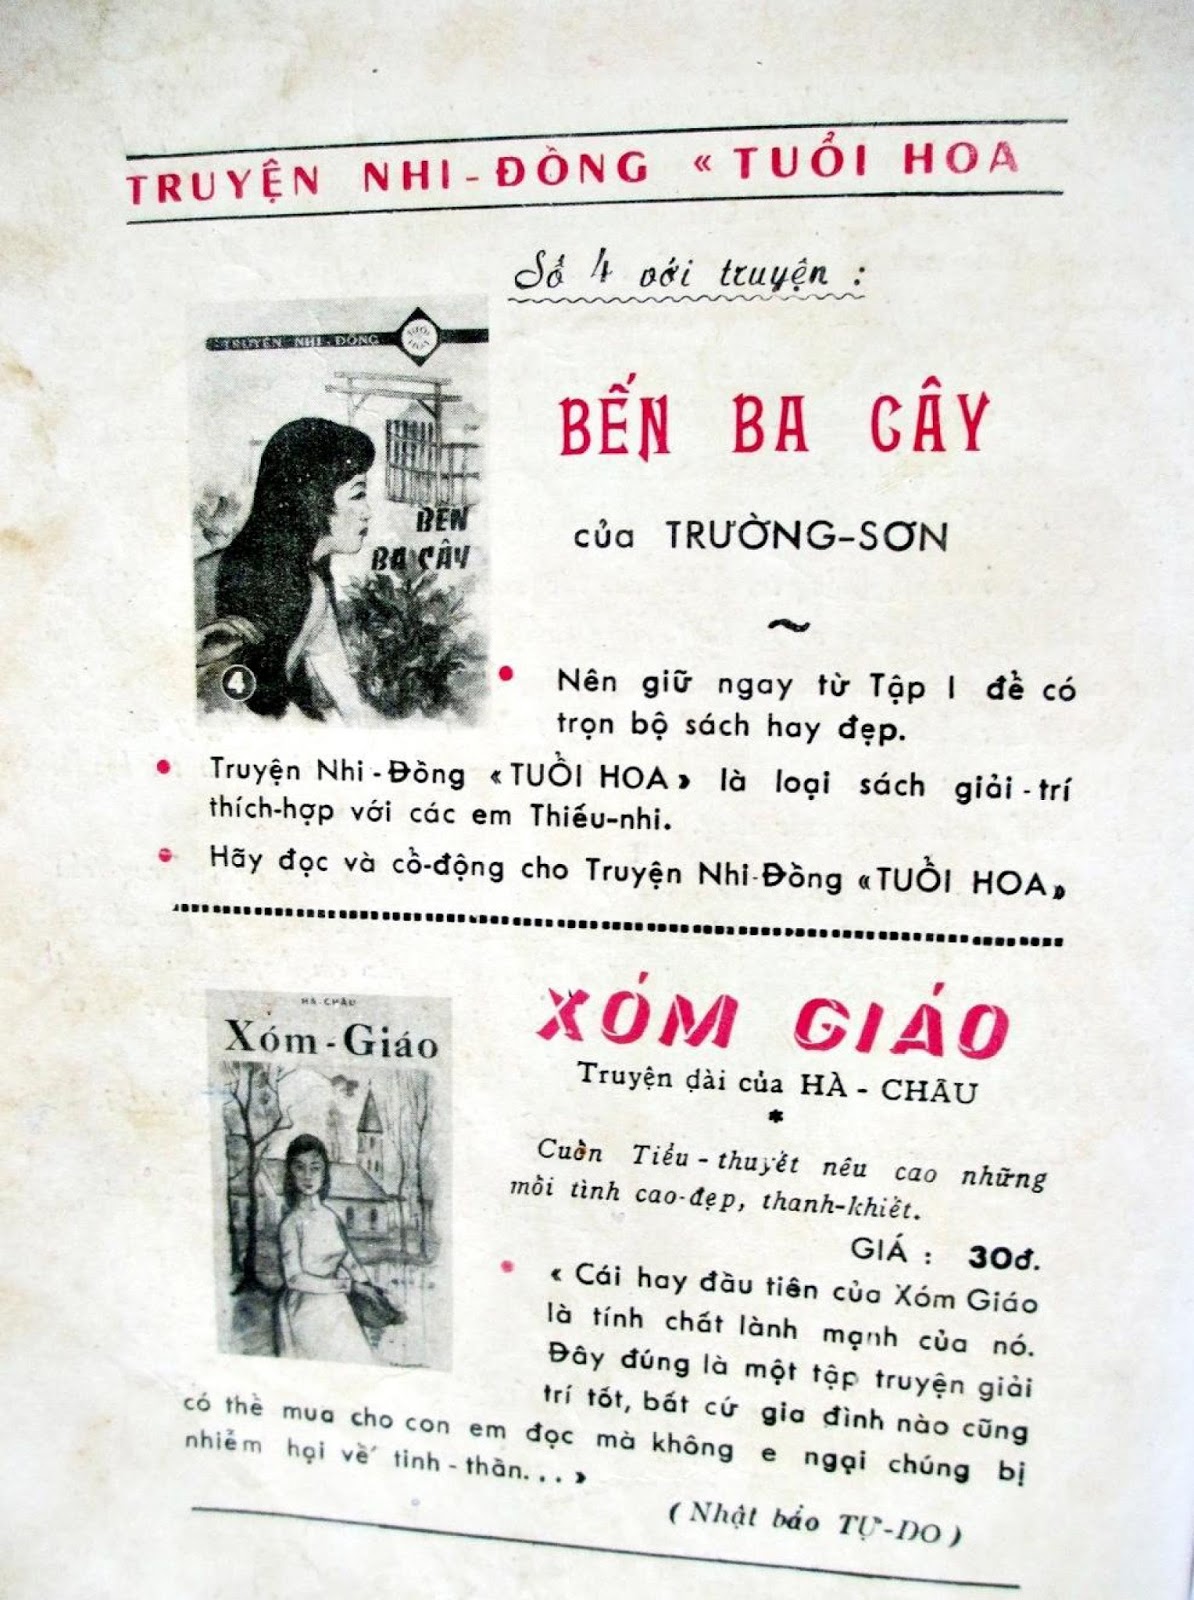 TRUYỆN NHI-ĐỒNG « TUỔI HOA
Số 4 với truyện :
TRUYỆN NHI-ĐỒNG
TUỔI
HOA
BẾN
BA CÂY
4
BẾN BA CÂY
của TRƯỜNG-SƠN
~
• Nên giữ ngay từ Tập I để có
trọn bộ sách hay đẹp.
• Truyện Nhi-Đồng «TUỔI HOA» là loại sách giải-trí
thích-hợp với các em Thiếu-nhi.
• Hãy đọc và cổ-động cho Truyện Nhi-Đồng «TUỔI HOA»
HÀ-CHÂU
Xóm-Giáo
XÓM GIÁO
Truyện dài của HÀ-CHÂU
*
Cuốn Tiểu-thuyết nêu cao những
mối tình cao-đẹp, thanh-khiết.
GIÁ : 30đ.
• « Cái hay đầu tiên của Xóm Giáo
là tính chất lành mạnh của nó.
Đây đúng là một tập truyện giải
trí tốt, bất cứ gia đình nào cũng
có thể mua cho con em đọc mà không e ngại chúng bị
nhiễm hại về tinh-thần...»
(Nhật báo TỰ-DO)